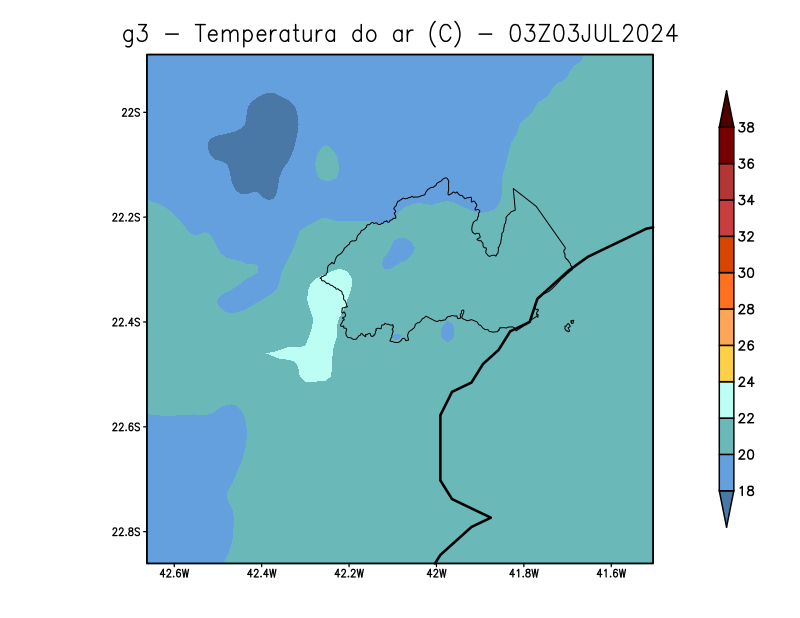 g3 - Temperatura do ar (C) - 03Z03JUL2024
22S
22.2S
22.4S
22.6S
22.8S
42.6W
42.4W
42.2W
42W
41.8W
41.6W
38
36
34
32
30
28
26
24
22
20
18